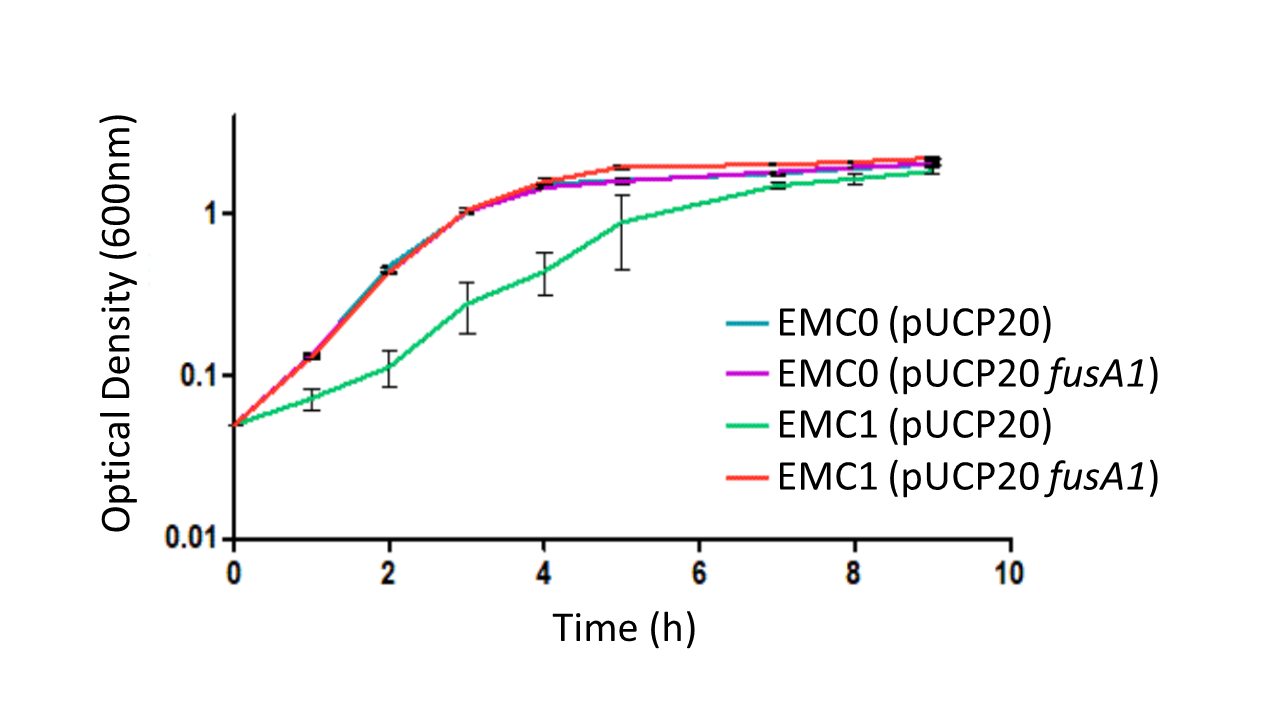 Optical Density (600nm)
1
0.1
0.01
0 2 4 6 8 10
Time (h)
EMC0 (pUCP20)
EMC0 (pUCP20 fusA1)
EMC1 (pUCP20)
EMC1 (pUCP20 fusA1)